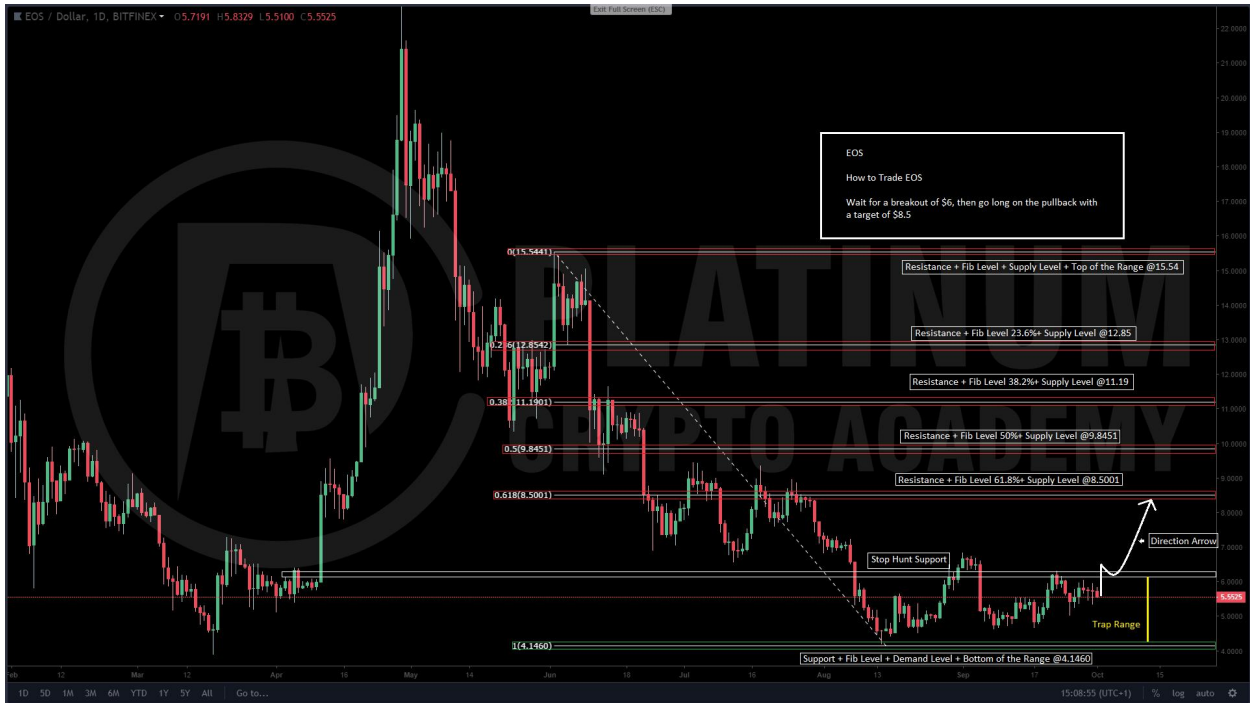 Exit Full Screen (ESC)
EOS / Dollar, 1D, BITFINEX O5.7191 H5.8329 L5.5100 C5.5525
22.0000
21.0000
20.0000
19.0000
18.0000
17.0000
16.0000
15.0000
14.0000
13.0000
12.0000
11.0000
10.0000
9.0000
8.0000
7.0000
6.0000
5.5525
5.0000
4.0000
EOS
How to Trade EOS
Wait for a breakout of $6, then go long on the pullback with
a target of $8.5
PLATINUM
CRYPTO ACADEMY
0(15.5441)
Resistance + Fib Level + Supply Level + Top of the Range @15.54
Resistance + Fib Level 23.6%+ Supply Level @12.85
0.236(12.8542)
Resistance + Fib Level 38.2%+ Supply Level @11.19
0.382(11.1901)
Resistance + Fib Level 50%+ Supply Level @9.8451
0.5(9.8451)
Resistance + Fib Level 61.8%+ Supply Level @8.5001
0.618(8.5001)
Direction Arrow
Stop Hunt Support
Trap Range
1(4.1460)
Support + Fib Level + Demand Level + Bottom of the Range @4.1460
Feb 12 Mar 12 Apr 16 May 14 Jun 18 Jul 16 Aug 13 Sep 17 Oct 15
1D 5D 1M 3M 6M YTD 1Y 5Y All Go to... 15:08:55 (UTC+1) % log auto